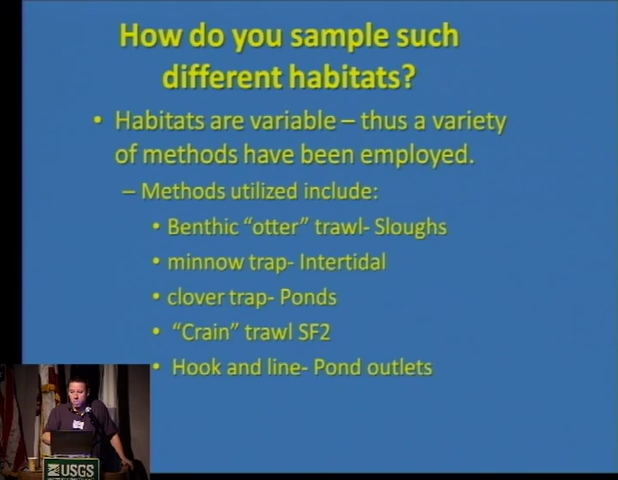 How do you sample such
different habitats?
• Habitats are variable – thus a variety
of methods have been employed.
– Methods utilized include:
• Benthic "otter" trawl- Sloughs
• minnow trap- Intertidal
• clover trap- Ponds
• "Crain" trawl SF2
• Hook and line- Pond outlets
USGS